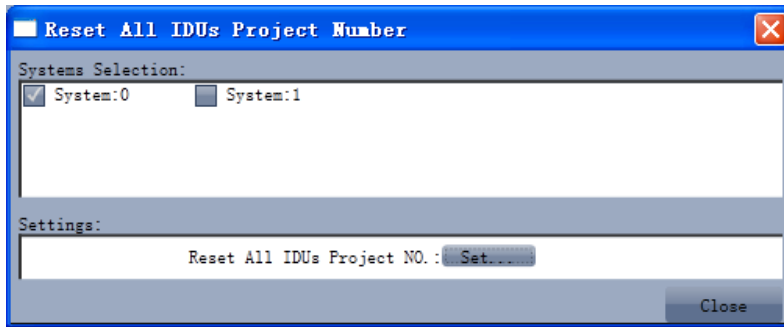 Reset All IDUs Project Number
Systems Selection:
System:0 System:1
Settings:
Reset All IDUs Project NO.: Set...
Close